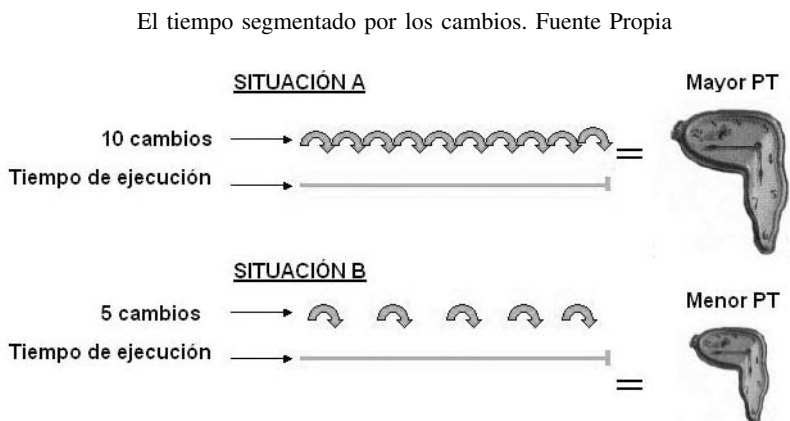 El tiempo segmentado por los cambios. Fuente Propia
SITUACIÓN A
Mayor PT
10 cambios
=
Tiempo de ejecución
SITUACIÓN B
Menor PT
5 cambios
Tiempo de ejecución
=